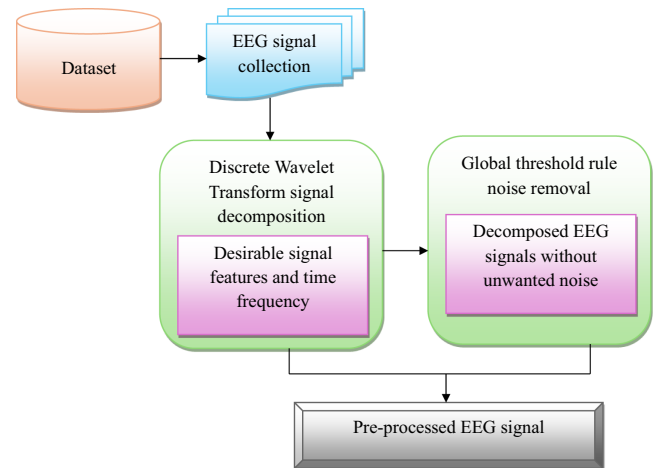 EEG signal
collection
Dataset
Discrete Wavelet
Transform signal
decomposition
Desirable signal
features and time
frequency
Global threshold rule
noise removal
Decomposed EEG
signals without
unwanted noise
Pre-processed EEG signal